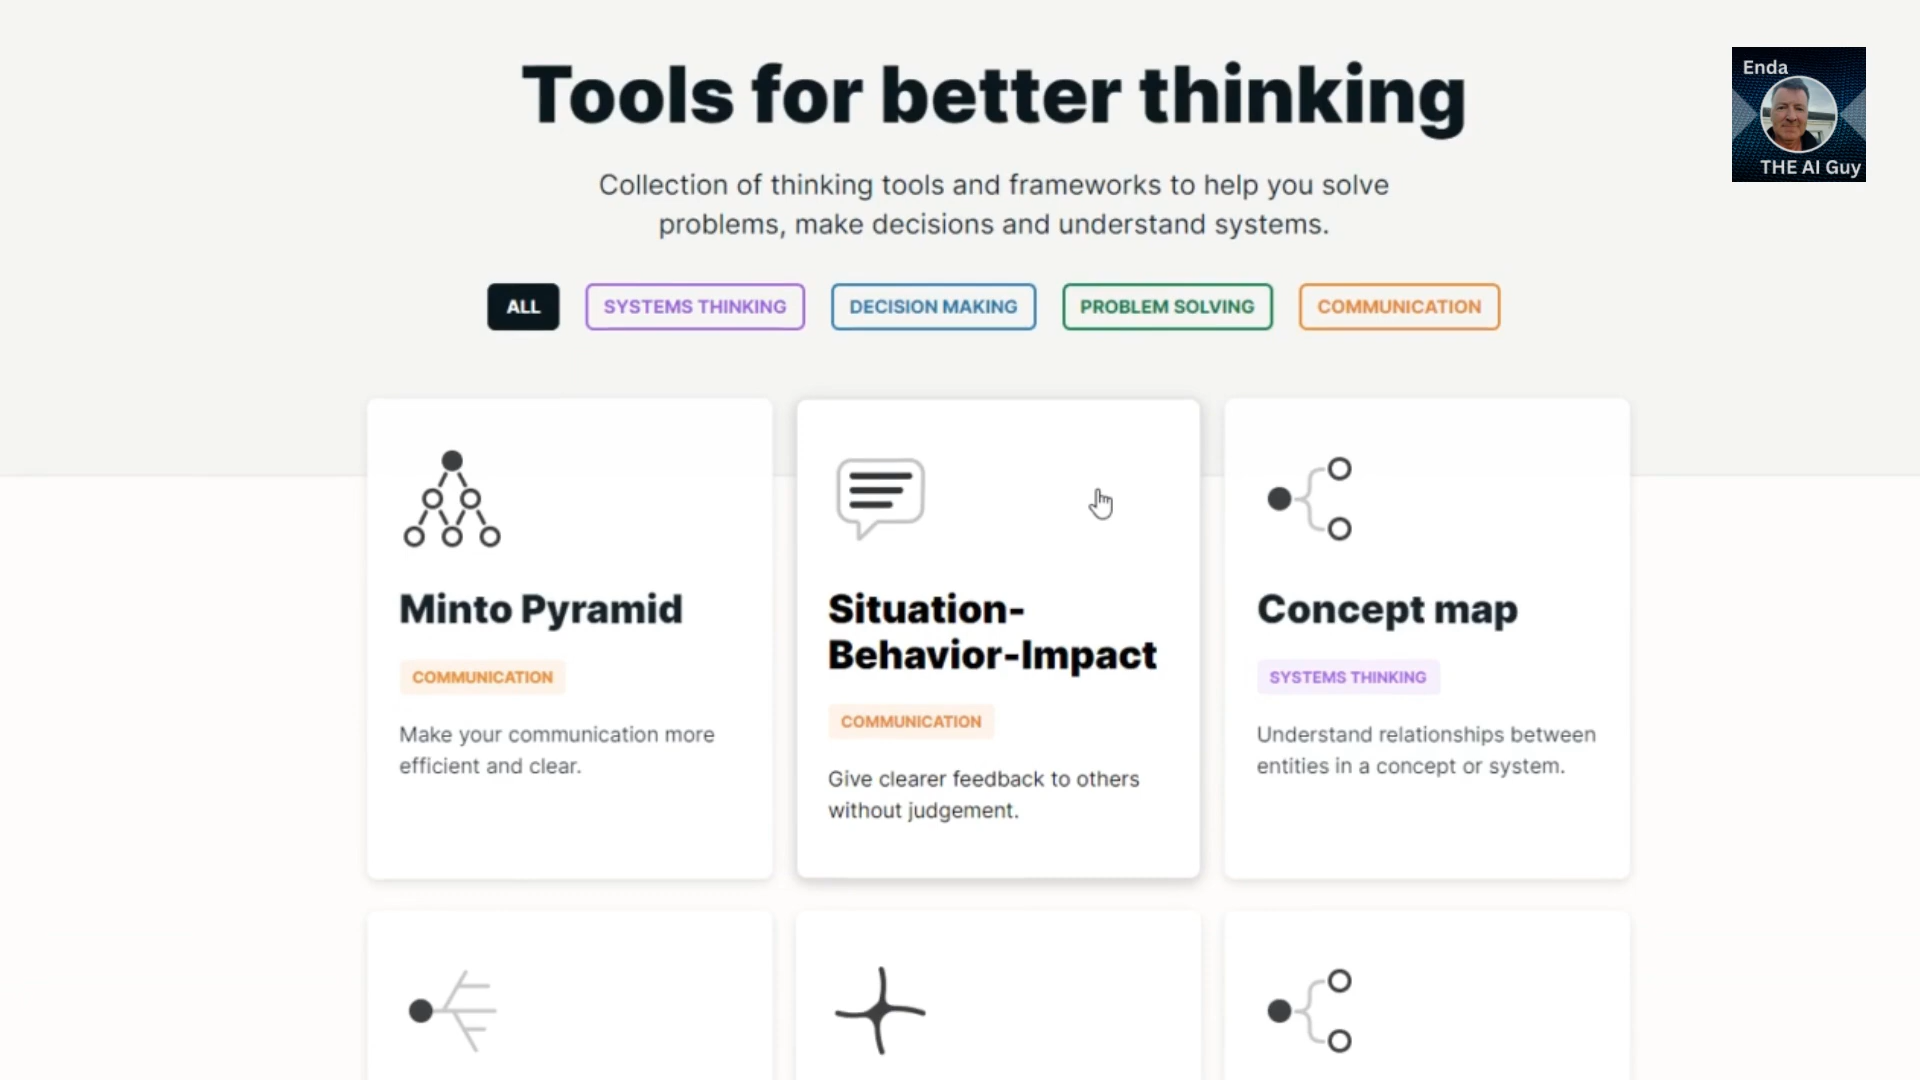 Tools for better thinking
Enda
THE AI Guy
Collection of thinking tools and frameworks to help you solve
problems, make decisions and understand systems.
ALL
SYSTEMS THINKING
DECISION MAKING
PROBLEM SOLVING
COMMUNICATION
Minto Pyramid
COMMUNICATION
Make your communication more
efficient and clear.
Situation-
Behavior-Impact
COMMUNICATION
Give clearer feedback to others
without judgement.
Concept map
SYSTEMS THINKING
Understand relationships between
entities in a concept or system.